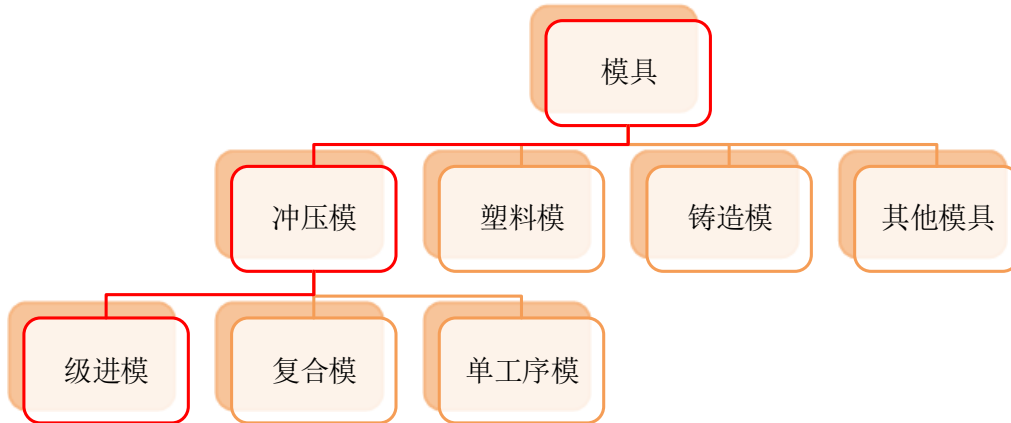 模具
冲压模
塑料模
铸造模
其他模具
级进模
复合模
单工序模